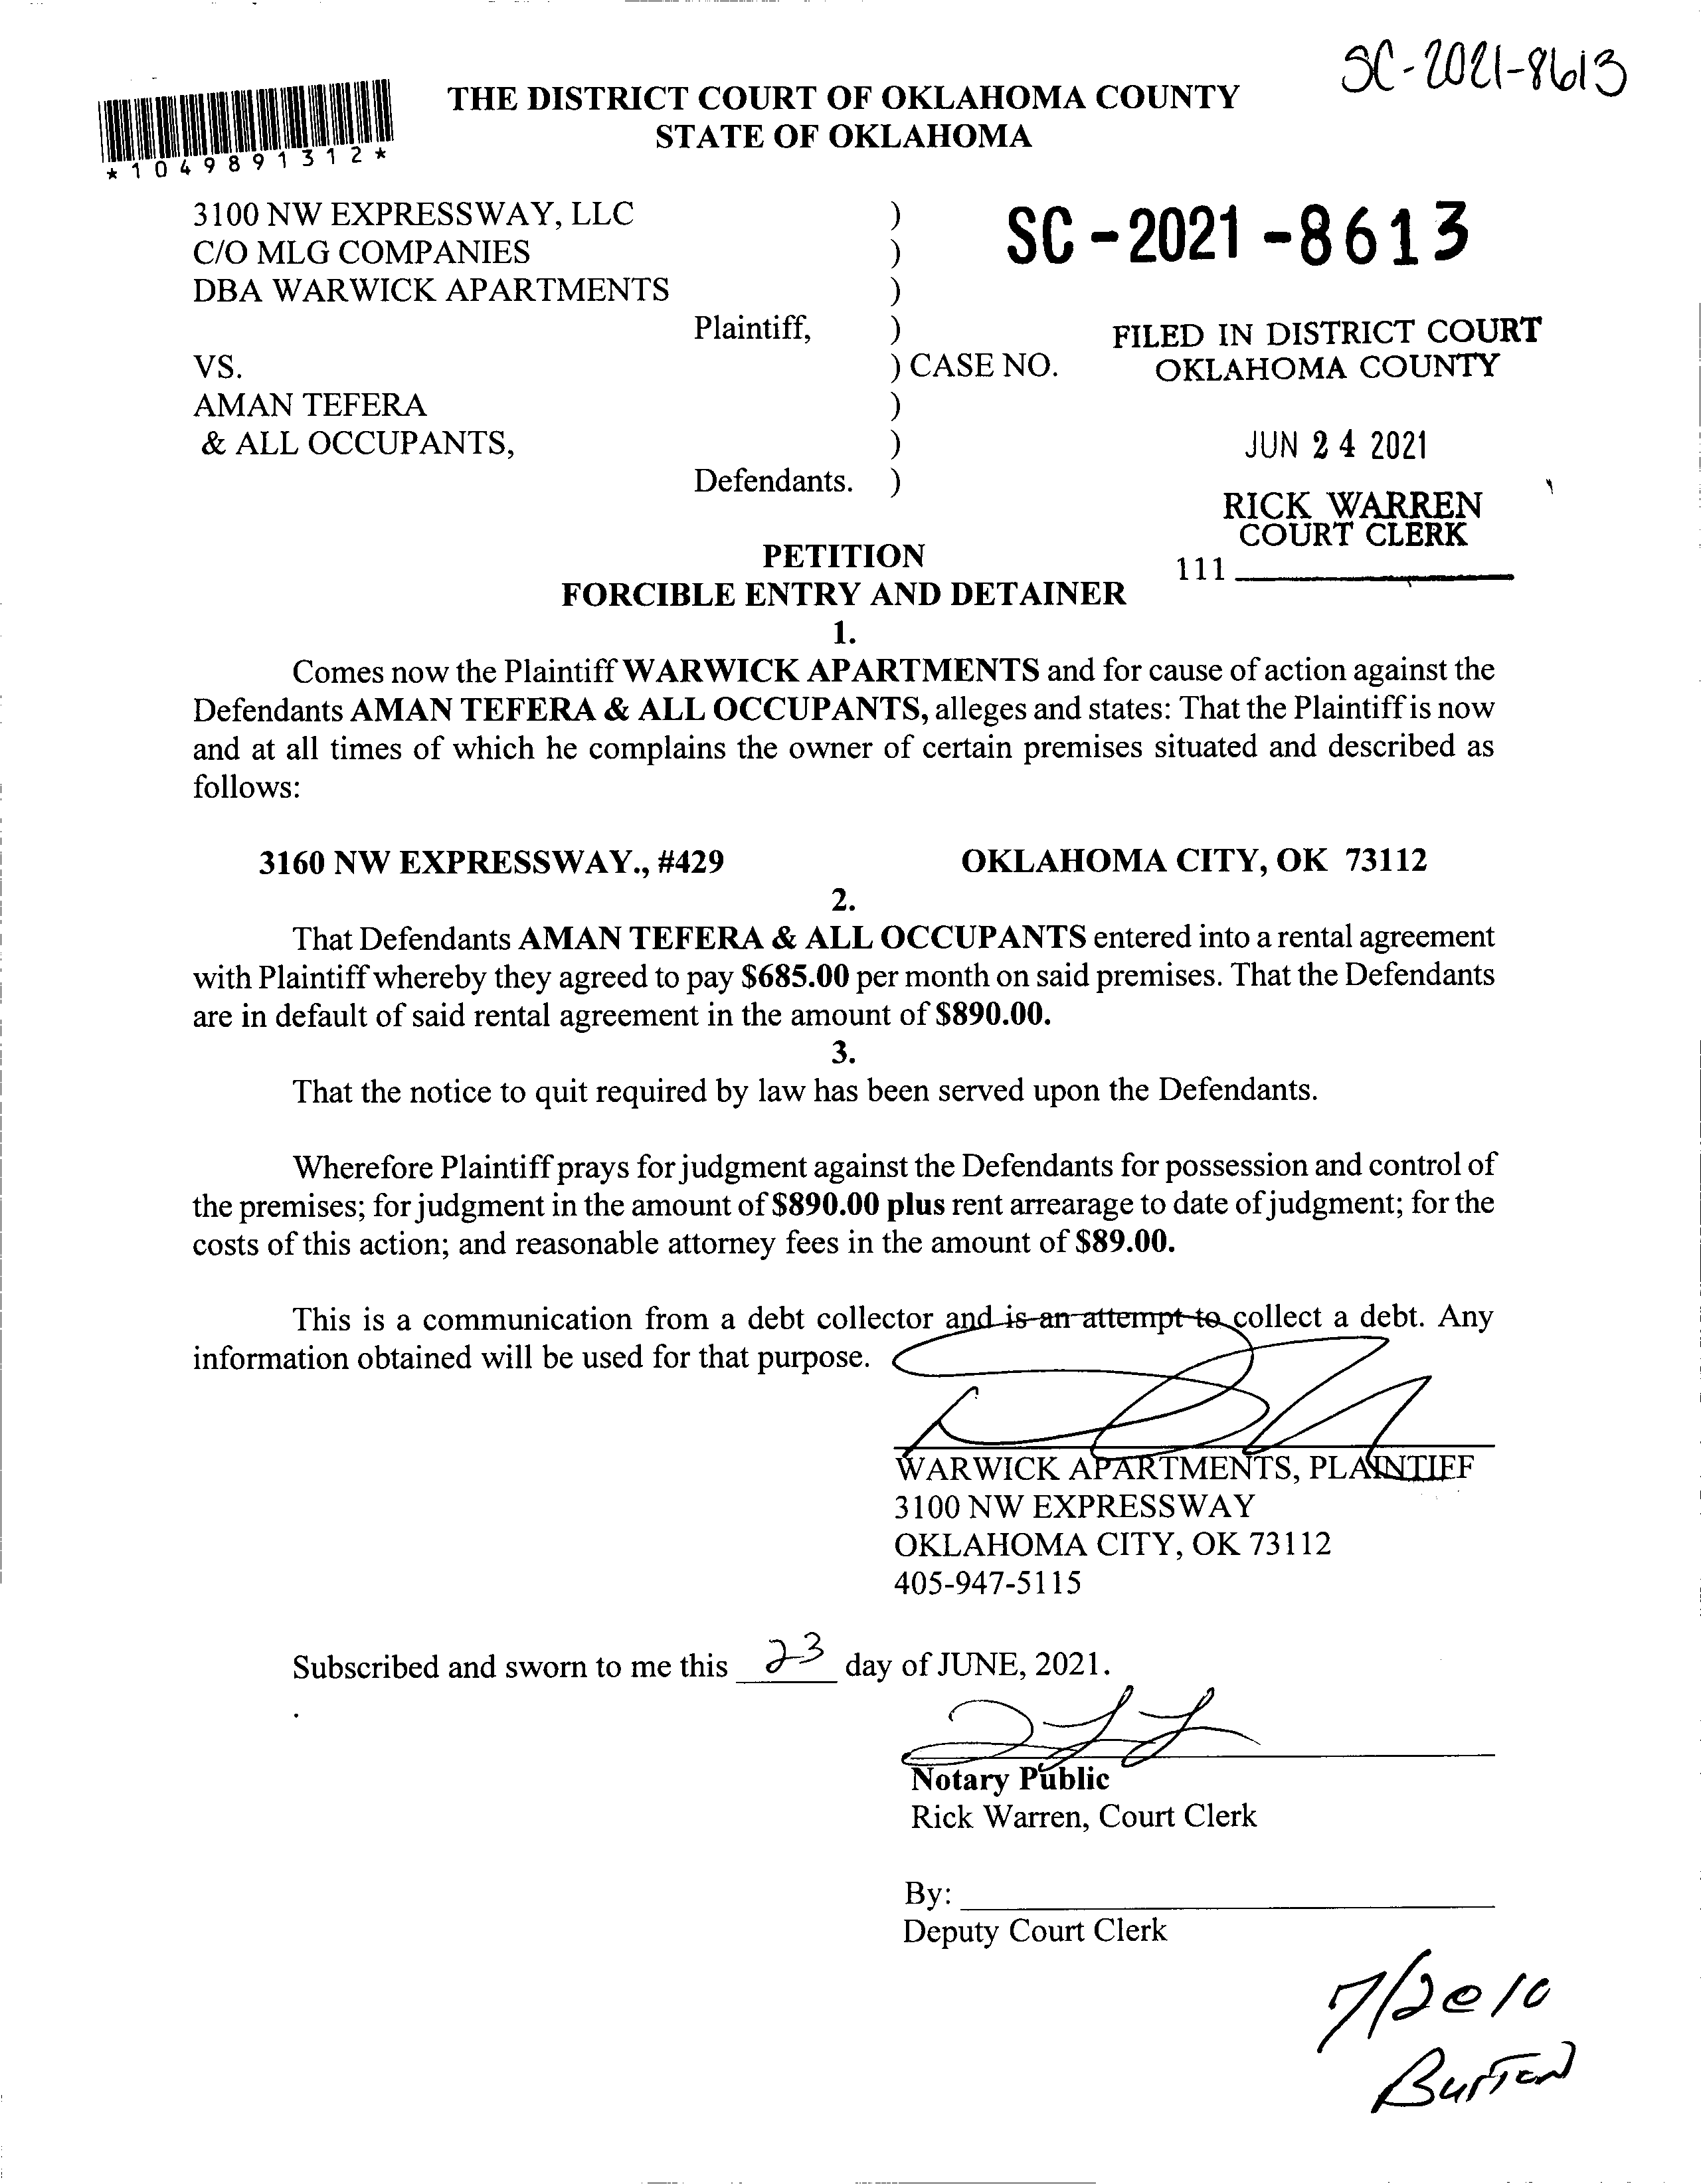 SC-2021-8613
THE DISTRICT COURT OF OKLAHOMA COUNTY
STATE OF OKLAHOMA
*1049891312*
3100 NW EXPRESSWAY, LLC )
C/O MLG COMPANIES )
DBA WARWICK APARTMENTS )
SC-2021-8613
Plaintiff, )
VS. ) CASE NO.
AMAN TEFERA )
& ALL OCCUPANTS, )
Defendants. )
FILED IN DISTRICT COURT
OKLAHOMA COUNTY
JUN 24 2021
RICK WARREN
COURT CLERK
111
PETITION
FORCIBLE ENTRY AND DETAINER
1.
Comes now the Plaintiff WARWICK APARTMENTS and for cause of action against the
Defendants AMAN TEFERA & ALL OCCUPANTS, alleges and states: That the Plaintiff is now
and at all times of which he complains the owner of certain premises situated and described as
follows:
3160 NW EXPRESSWAY., #429 OKLAHOMA CITY, OK 73112
2.
That Defendants AMAN TEFERA & ALL OCCUPANTS entered into a rental agreement
with Plaintiff whereby they agreed to pay $685.00 per month on said premises. That the Defendants
are in default of said rental agreement in the amount of $890.00.
3.
That the notice to quit required by law has been served upon the Defendants.
Wherefore Plaintiff prays for judgment against the Defendants for possession and control of
the premises; for judgment in the amount of $890.00 plus rent arrearage to date of judgment; for the
costs of this action; and reasonable attorney fees in the amount of $89.00.
This is a communication from a debt collector and is an attempt to collect a debt. Any
information obtained will be used for that purpose.
WARWICK APARTMENTS, PLAINTIFF
3100 NW EXPRESSWAY
OKLAHOMA CITY, OK 73112
405-947-5115
Subscribed and sworn to me this 23 day of JUNE, 2021.
Notary Public
Rick Warren, Court Clerk
By:
Deputy Court Clerk
7/2@10
Burton